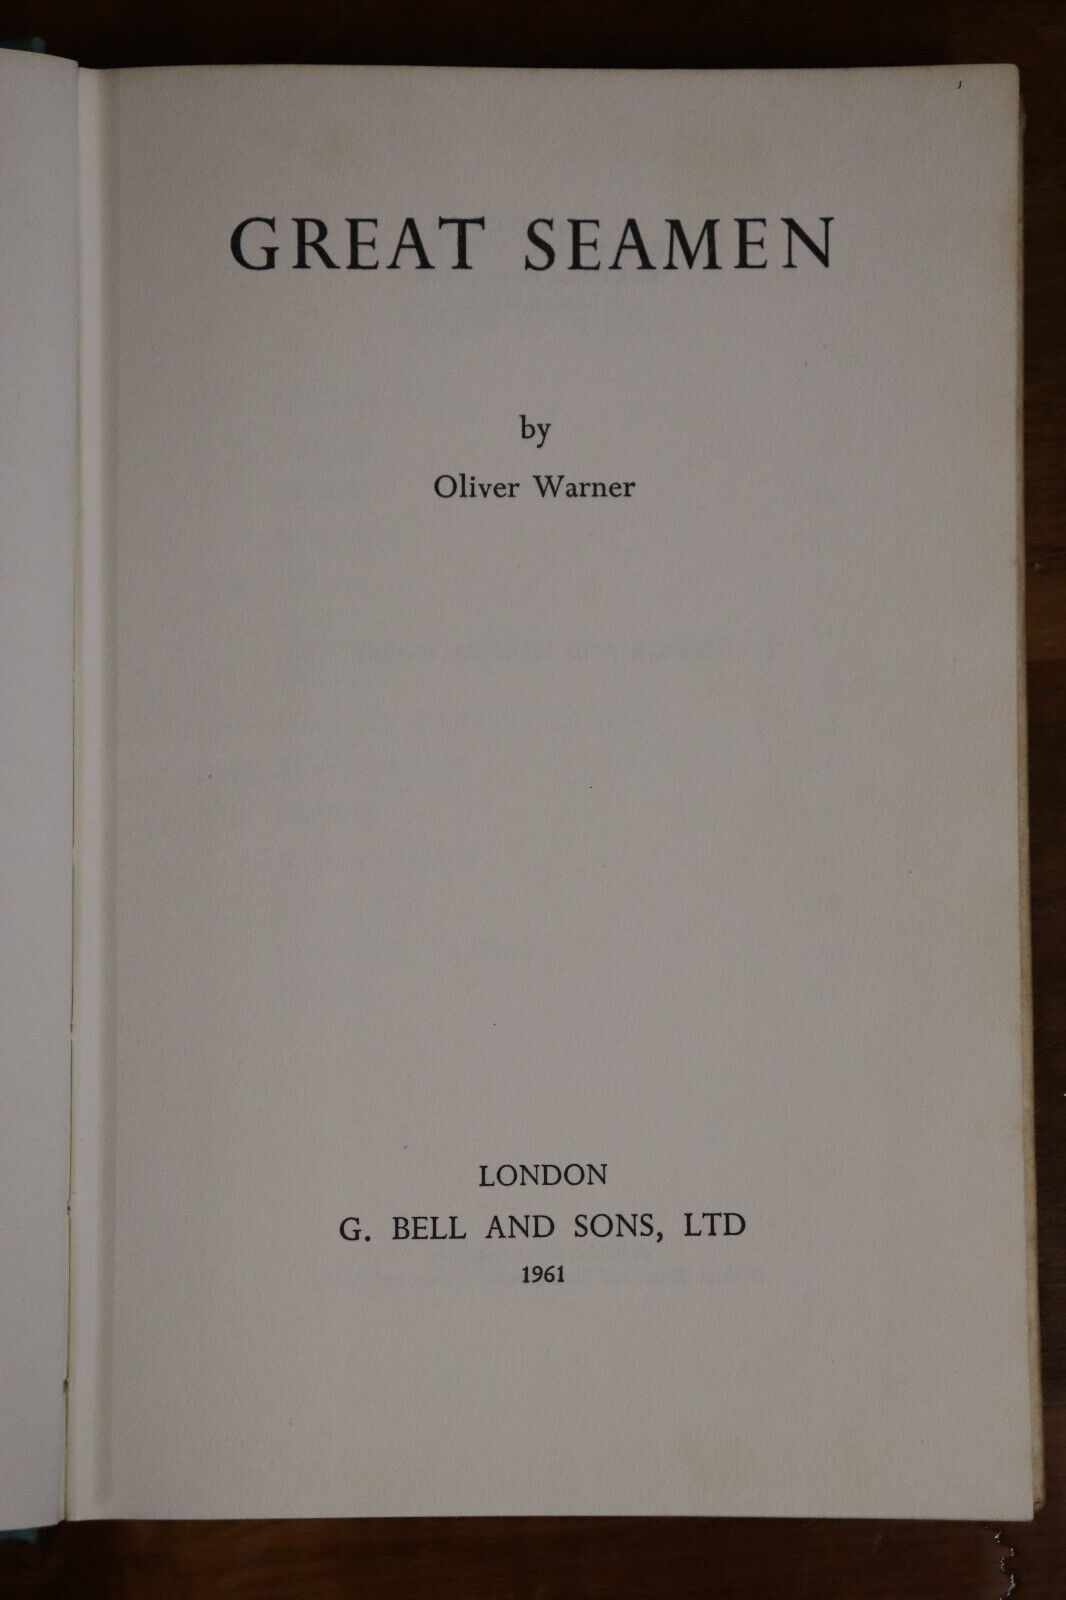 GREAT SEAMEN
by
Oliver Warner
LONDON
G. BELL AND SONS, LTD
1961